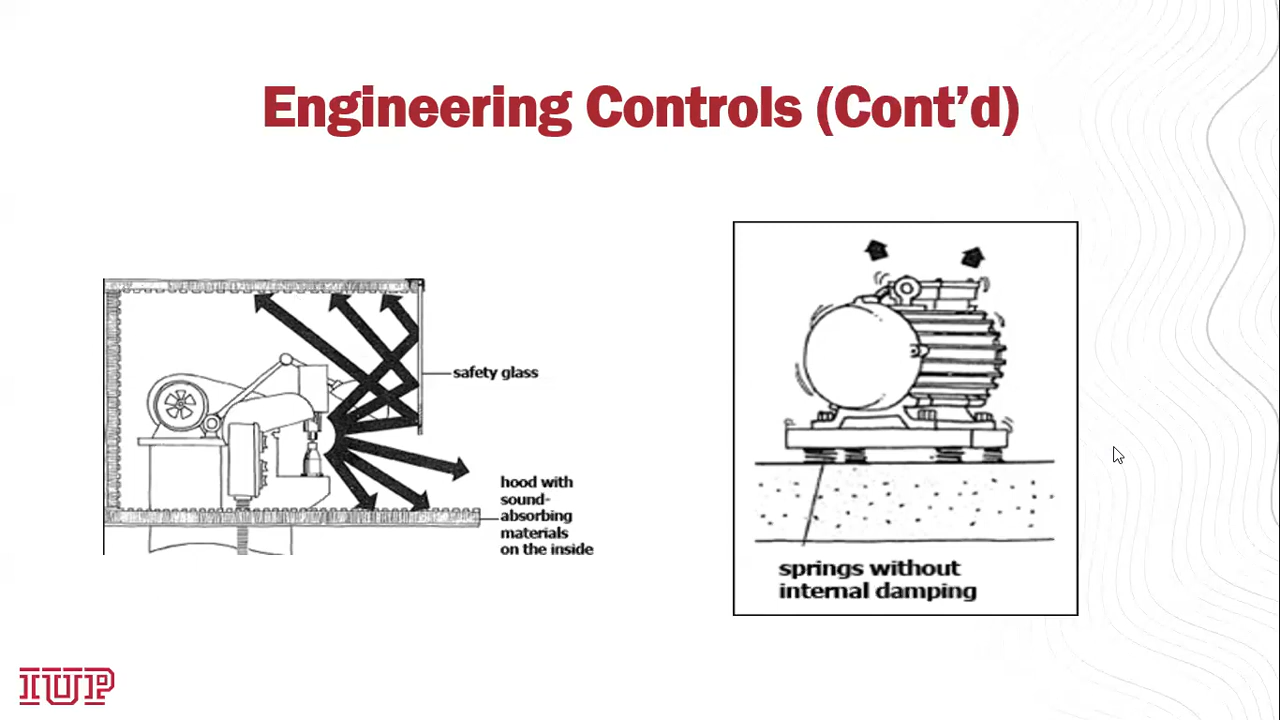 Engineering Controls (Cont’d)
safety glass
hood with
sound-
absorbing
materials
on the inside
springs without
internal damping
IUP